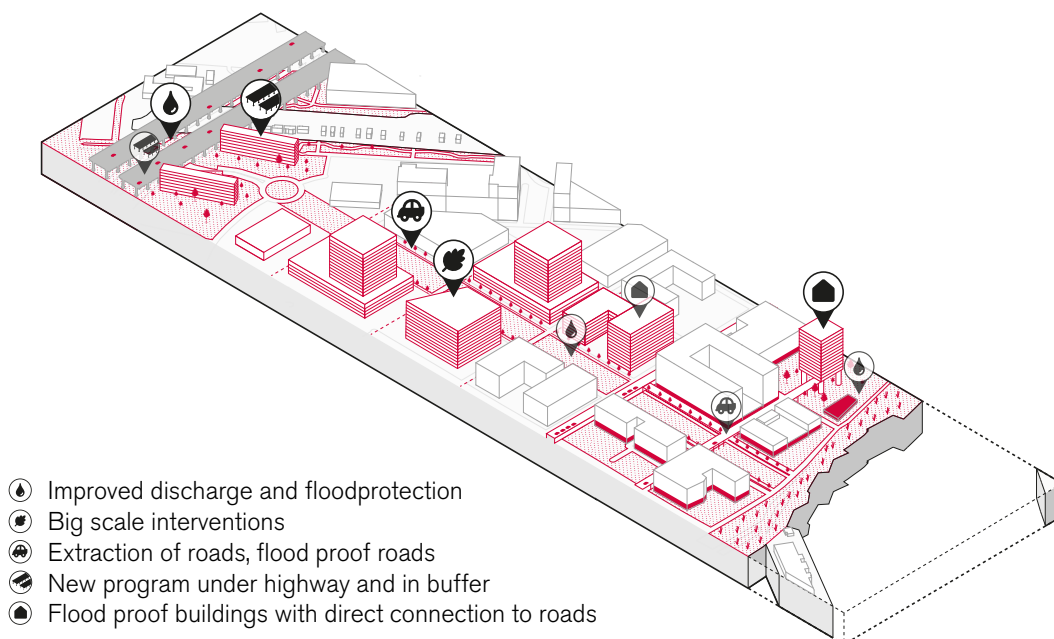 Improved discharge and floodprotection
Big scale interventions
Extraction of roads, flood proof roads
New program under highway and in buffer
Flood proof buildings with direct connection to roads